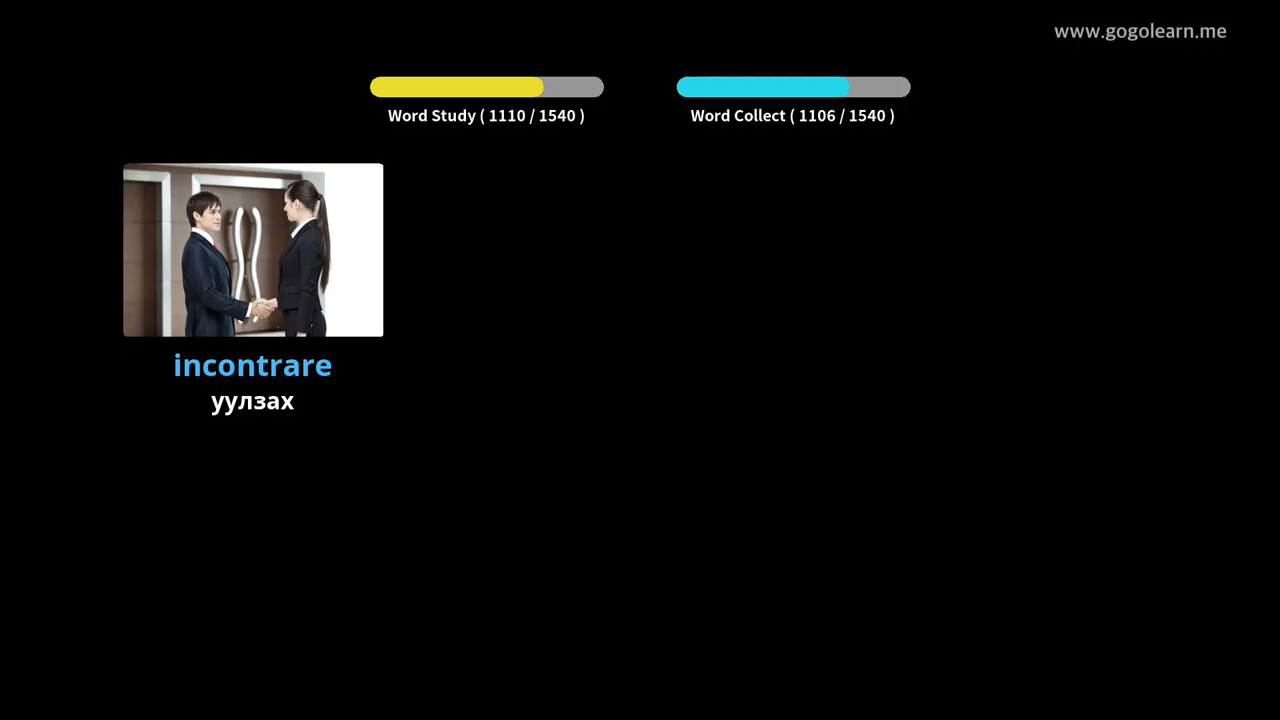 www.gogolearn.me
Word Study ( 1110 / 1540 )
Word Collect ( 1106 / 1540 )
incontrare
уулзах